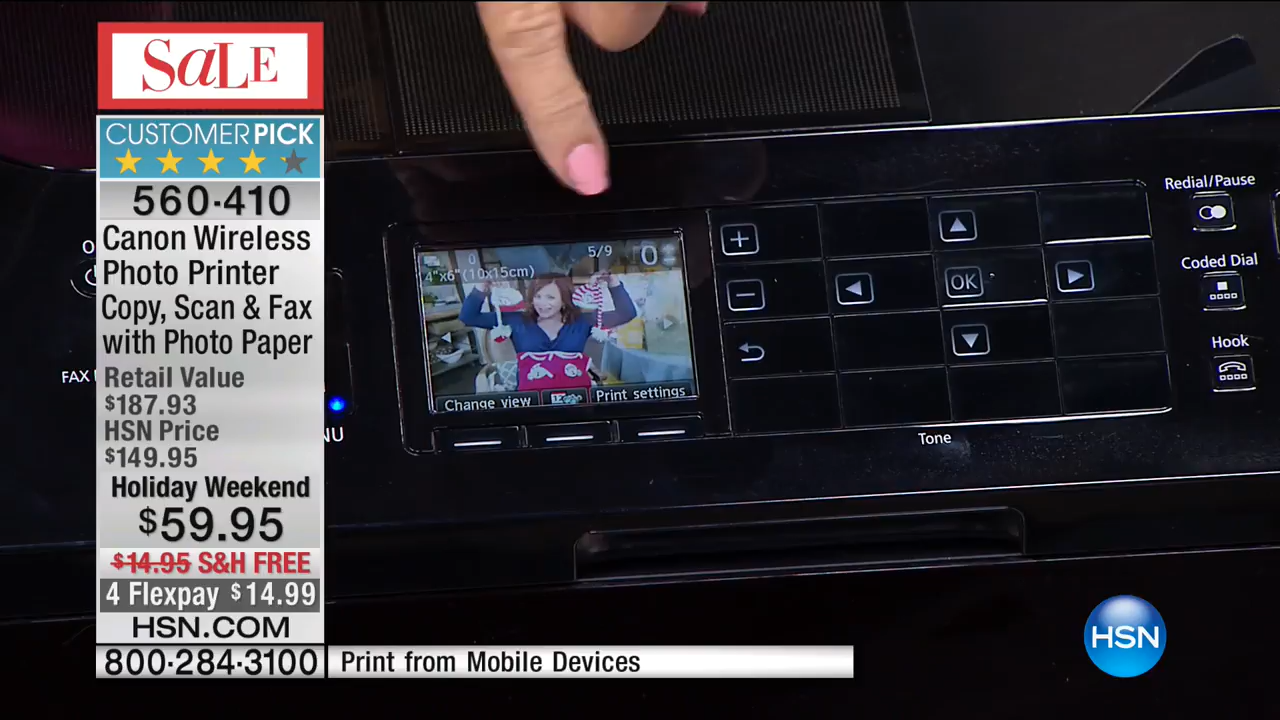 SaLE
CUSTOMER PICK
560-410
Canon Wireless
Photo Printer
Copy, Scan & Fax
with Photo Paper
Retail Value
$187.93
HSN Price
$149.95
Holiday Weekend
$59.95
$14.95 S&H FREE
4 Flexpay $14.99
HSN.COM
800-284-3100
Print from Mobile Devices
HSN
0
5/9
0
4"x6"(10x15cm)
Change view
Print settings
OK
Tone
Redial/Pause
Coded Dial
Hook
FAX
NU